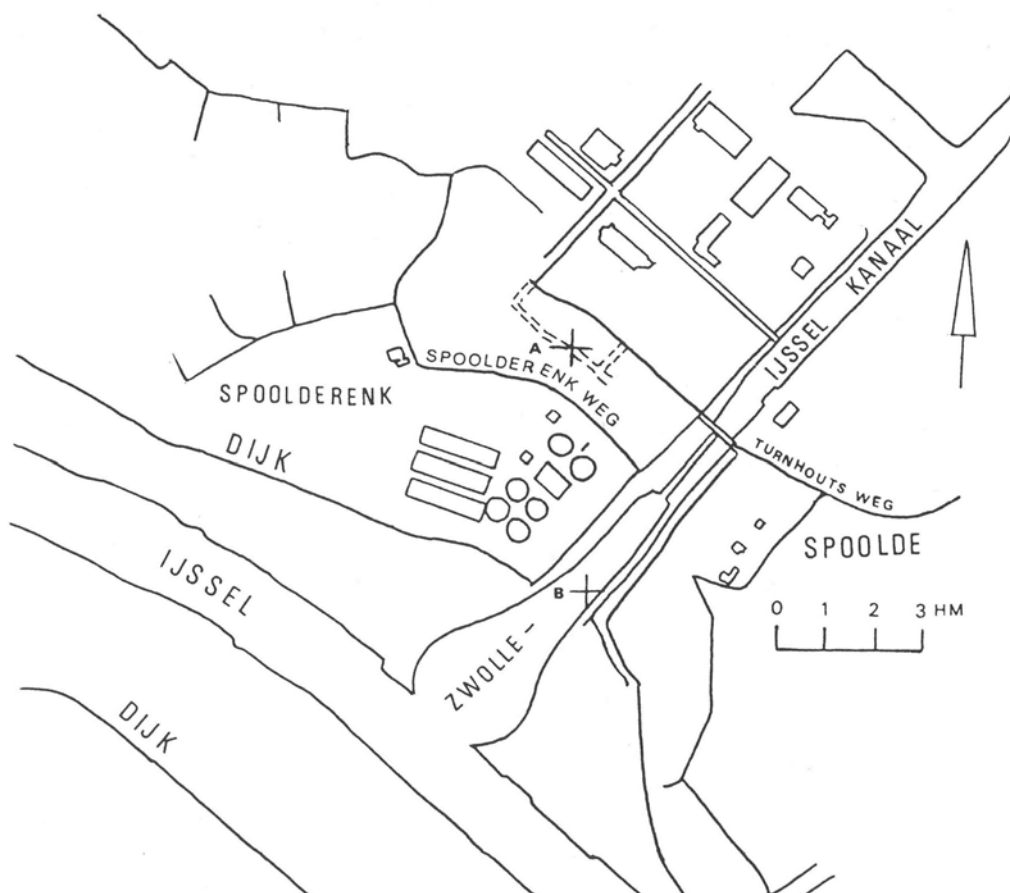 IJSSEL KANAAL
A
SPOOLDERENK WEG
SPOOLDERENK
DIJK
TURNHOUTS WEG
SPOOLDE
IJSSEL
B
0 1 2 3 HM
ZWOLLE -
DIJK